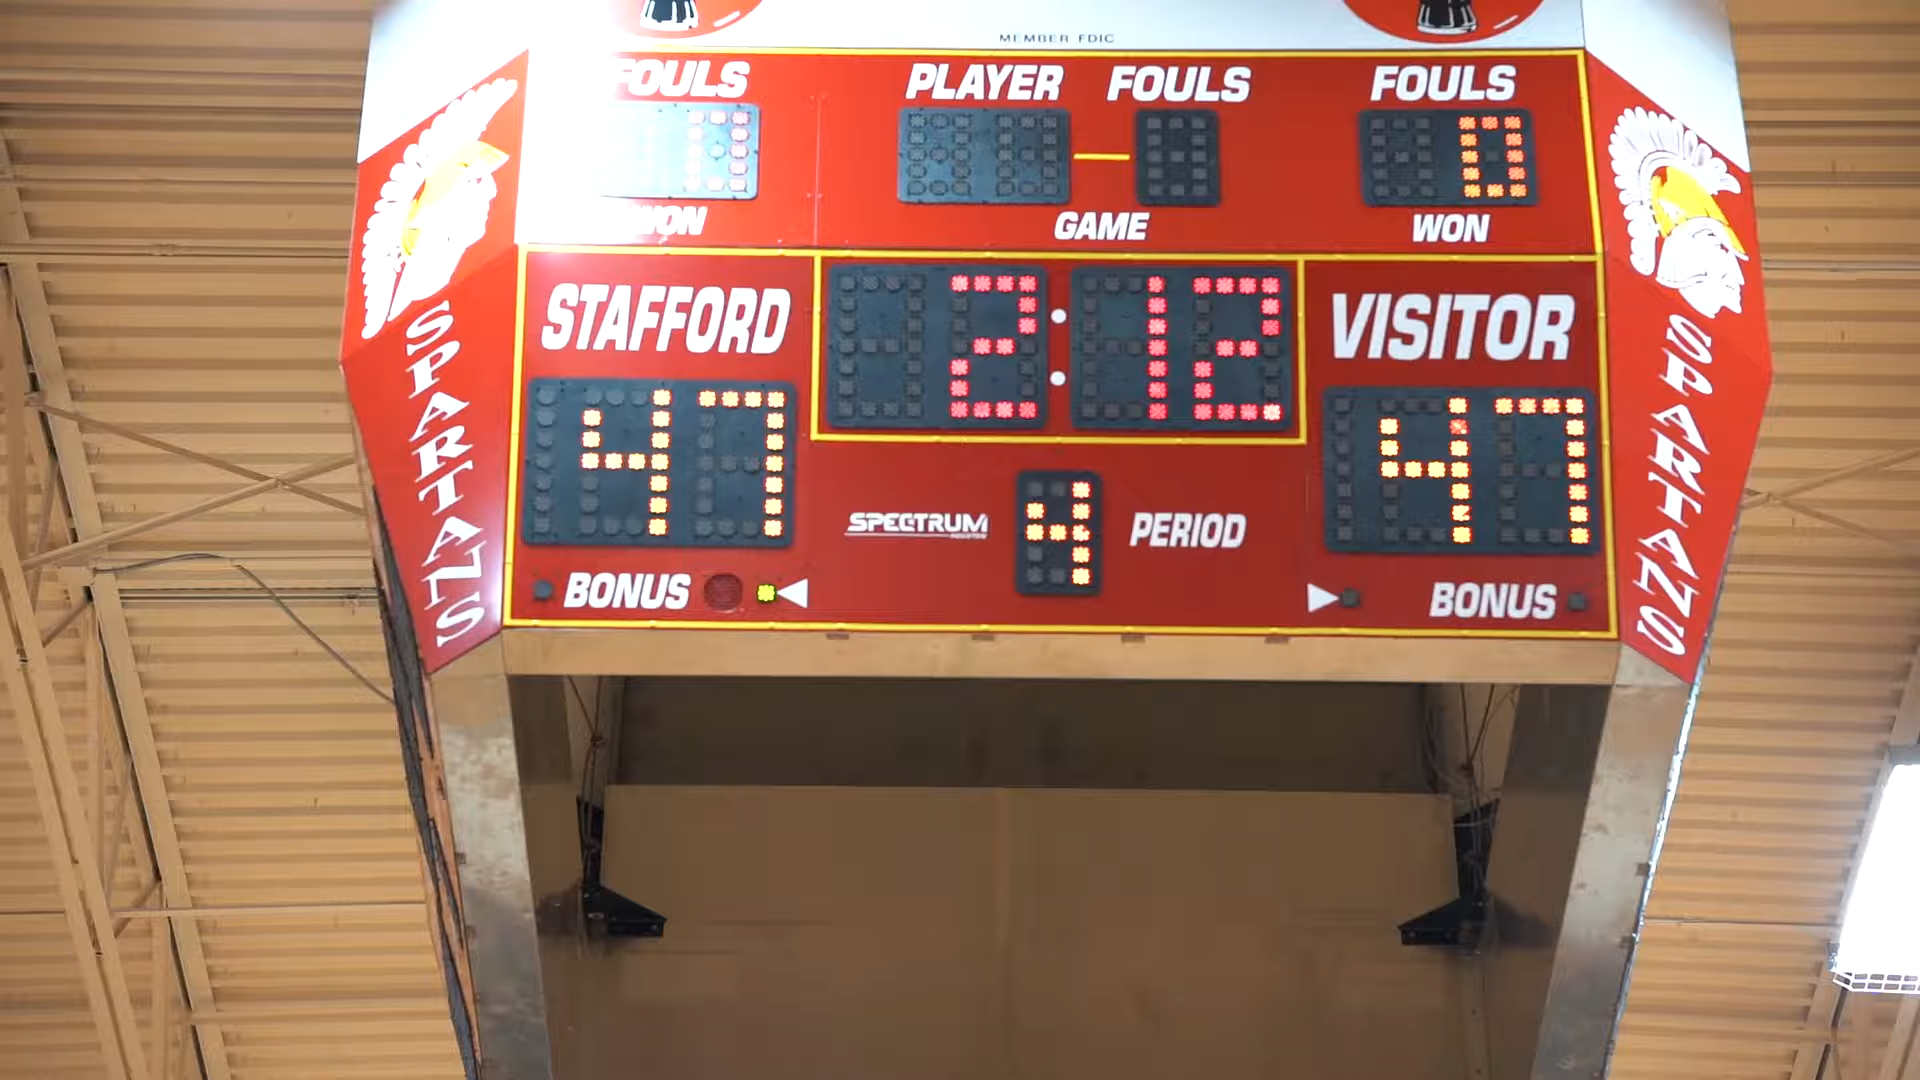 MEMBER FDIC
FOULS PLAYER FOULS FOULS
0 0
WON GAME WON
STAFFORD 2:12 VISITOR
47 47
SPECTRUM 4 PERIOD
BONUS BONUS
SPARTANS
SPARTANS